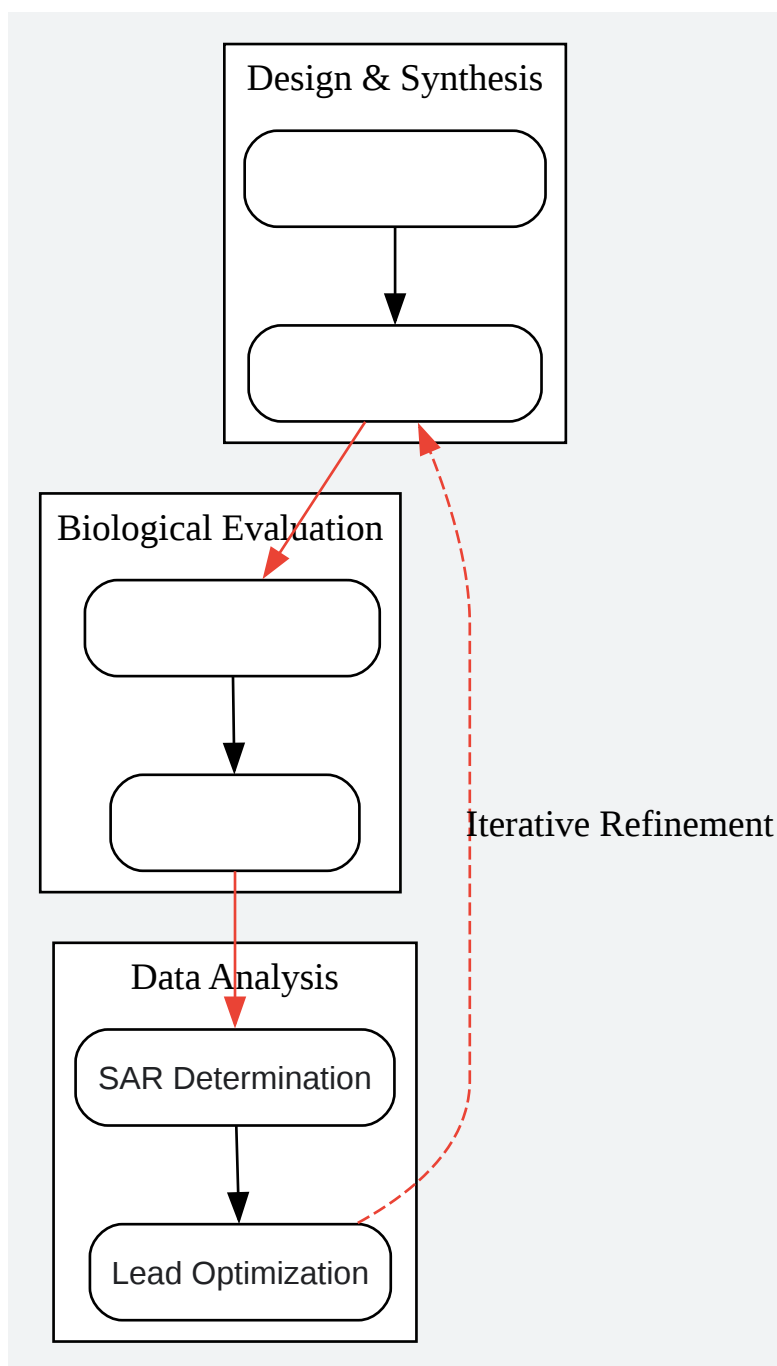 Design & Synthesis
Biological Evaluation
Iterative Refinement
Data Analysis
SAR Determination
Lead Optimization